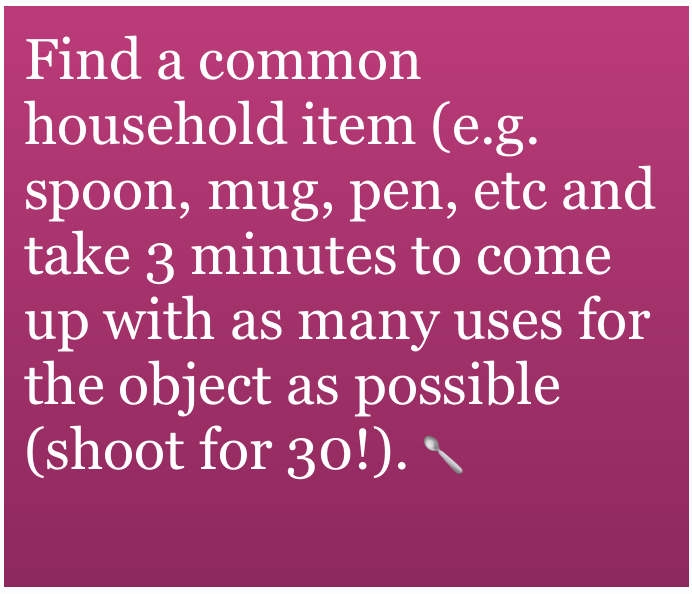 Find a common
household item (e.g.
spoon, mug, pen, etc and
take 3 minutes to come
up with as many uses for
the object as possible
(shoot for 30!). 🥄